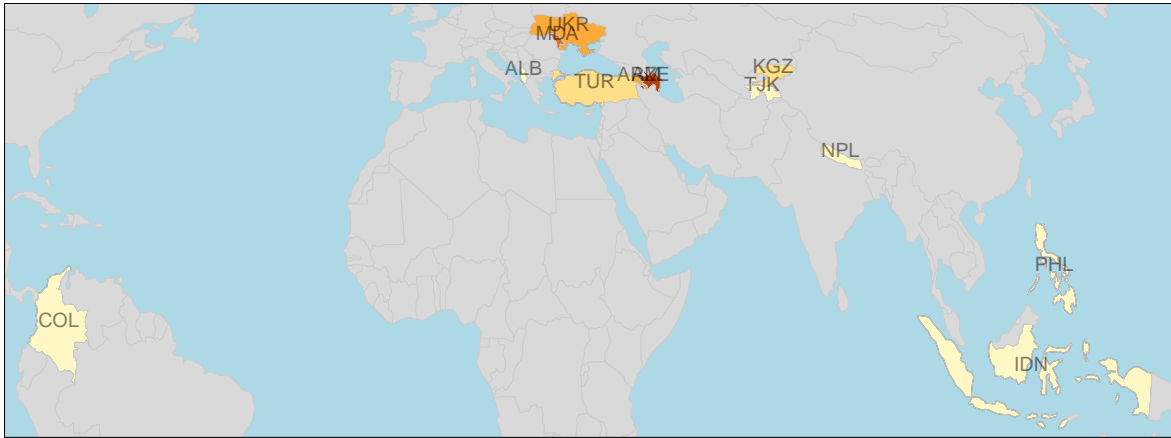 UKR
MDA
ALB
TUR
KGZ
TJK
NPL
PHL
COL
IDN